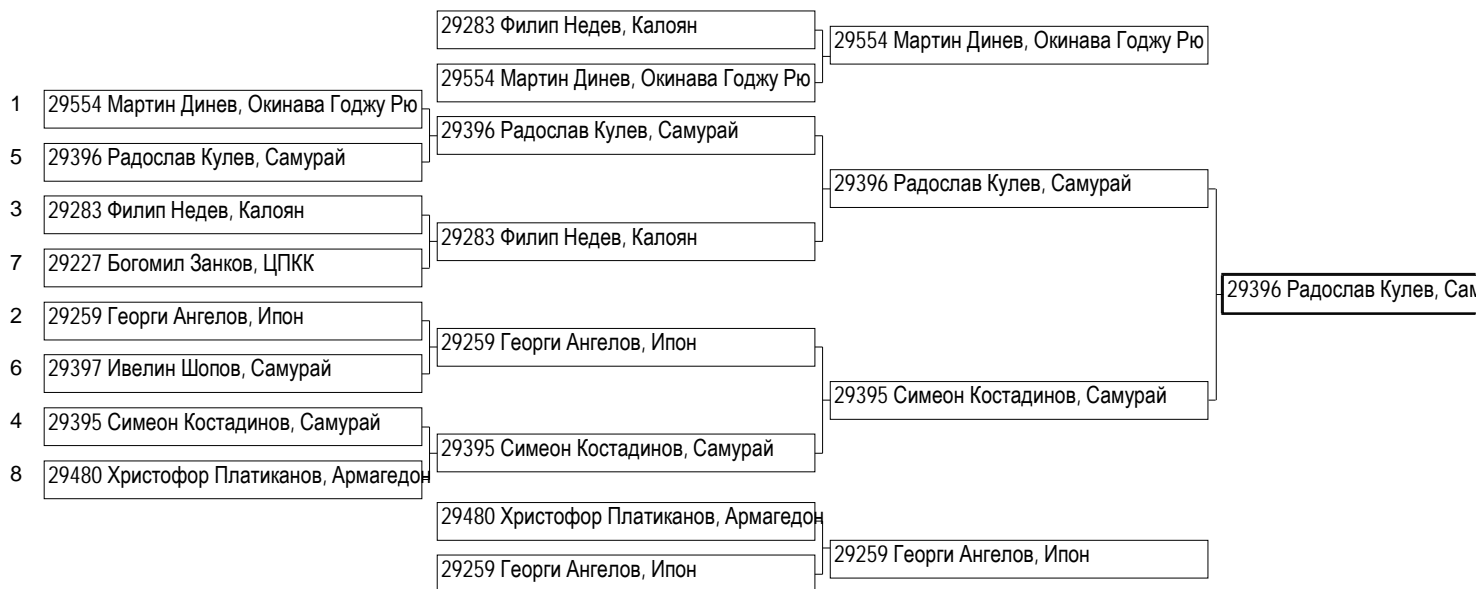 29283 Филип Недев, Калоян
29554 Мартин Динев, Окинава Годжу Рю
29554 Мартин Динев, Окинава Годжу Рю
1 29554 Мартин Динев, Окинава Годжу Рю
29396 Радослав Кулев, Самурай
5 29396 Радослав Кулев, Самурай
29396 Радослав Кулев, Самурай
3 29283 Филип Недев, Калоян
29283 Филип Недев, Калоян
7 29227 Богомил Занков, ЦПКК
29396 Радослав Кулев, Сам
2 29259 Георги Ангелов, Ипон
29259 Георги Ангелов, Ипон
6 29397 Ивелин Шопов, Самурай
29395 Симеон Костадинов, Самурай
4 29395 Симеон Костадинов, Самурай
29395 Симеон Костадинов, Самурай
8 29480 Христофор Платиканов, Армагедон
29480 Христофор Платиканов, Армагедон
29259 Георги Ангелов, Ипон
29259 Георги Ангелов, Ипон